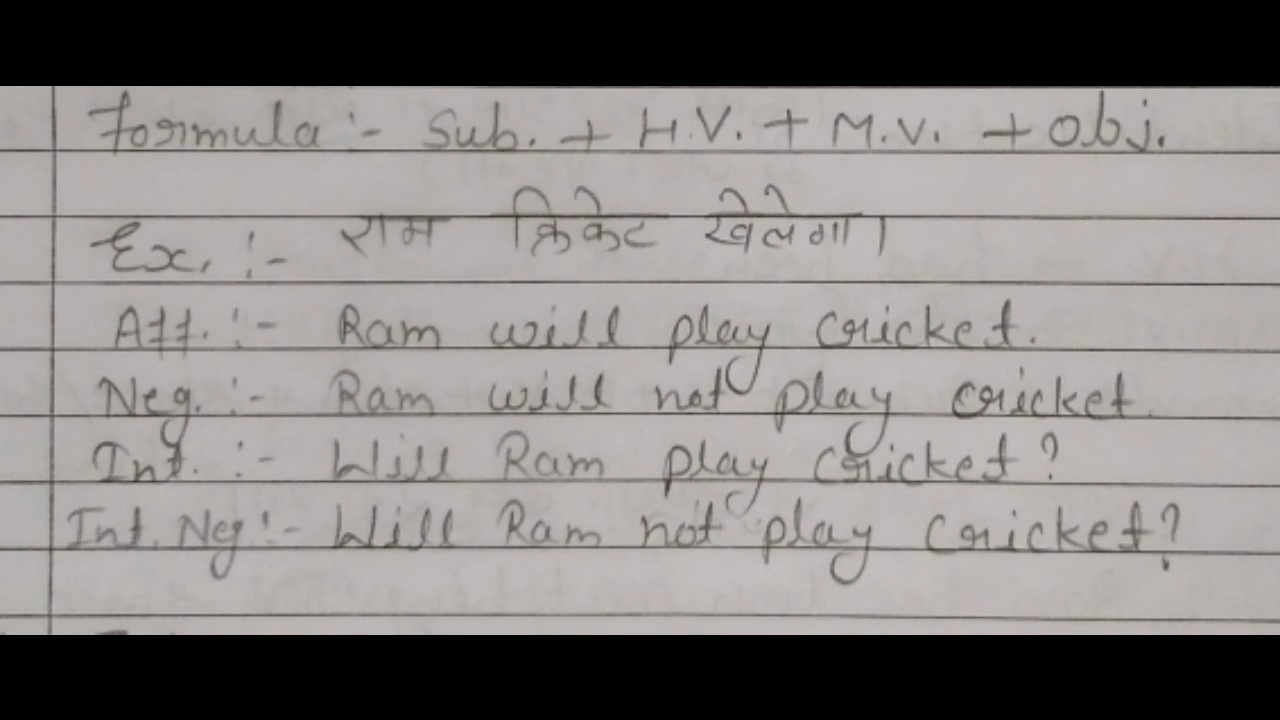 Formula :- Sub. + H.V. + M.V. + Obj.
Ex. :- राम क्रिकेट खेलेगा।
Aff. :- Ram will play cricket.
Neg. :- Ram will not play cricket.
Int. :- Will Ram play cricket?
Int. Neg :- Will Ram not play cricket?